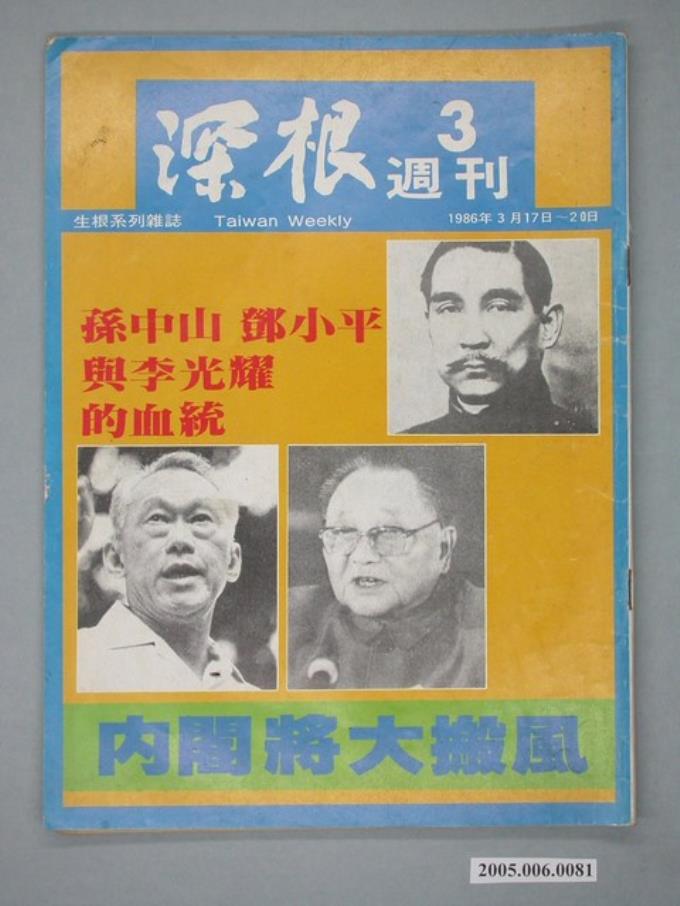 深根 3
週刊
生根系列雜誌 Taiwan Weekly 1986年3月17日～20日
孫中山 鄧小平
與李光耀
的血統
內閣將大搬風
2005.006.0081